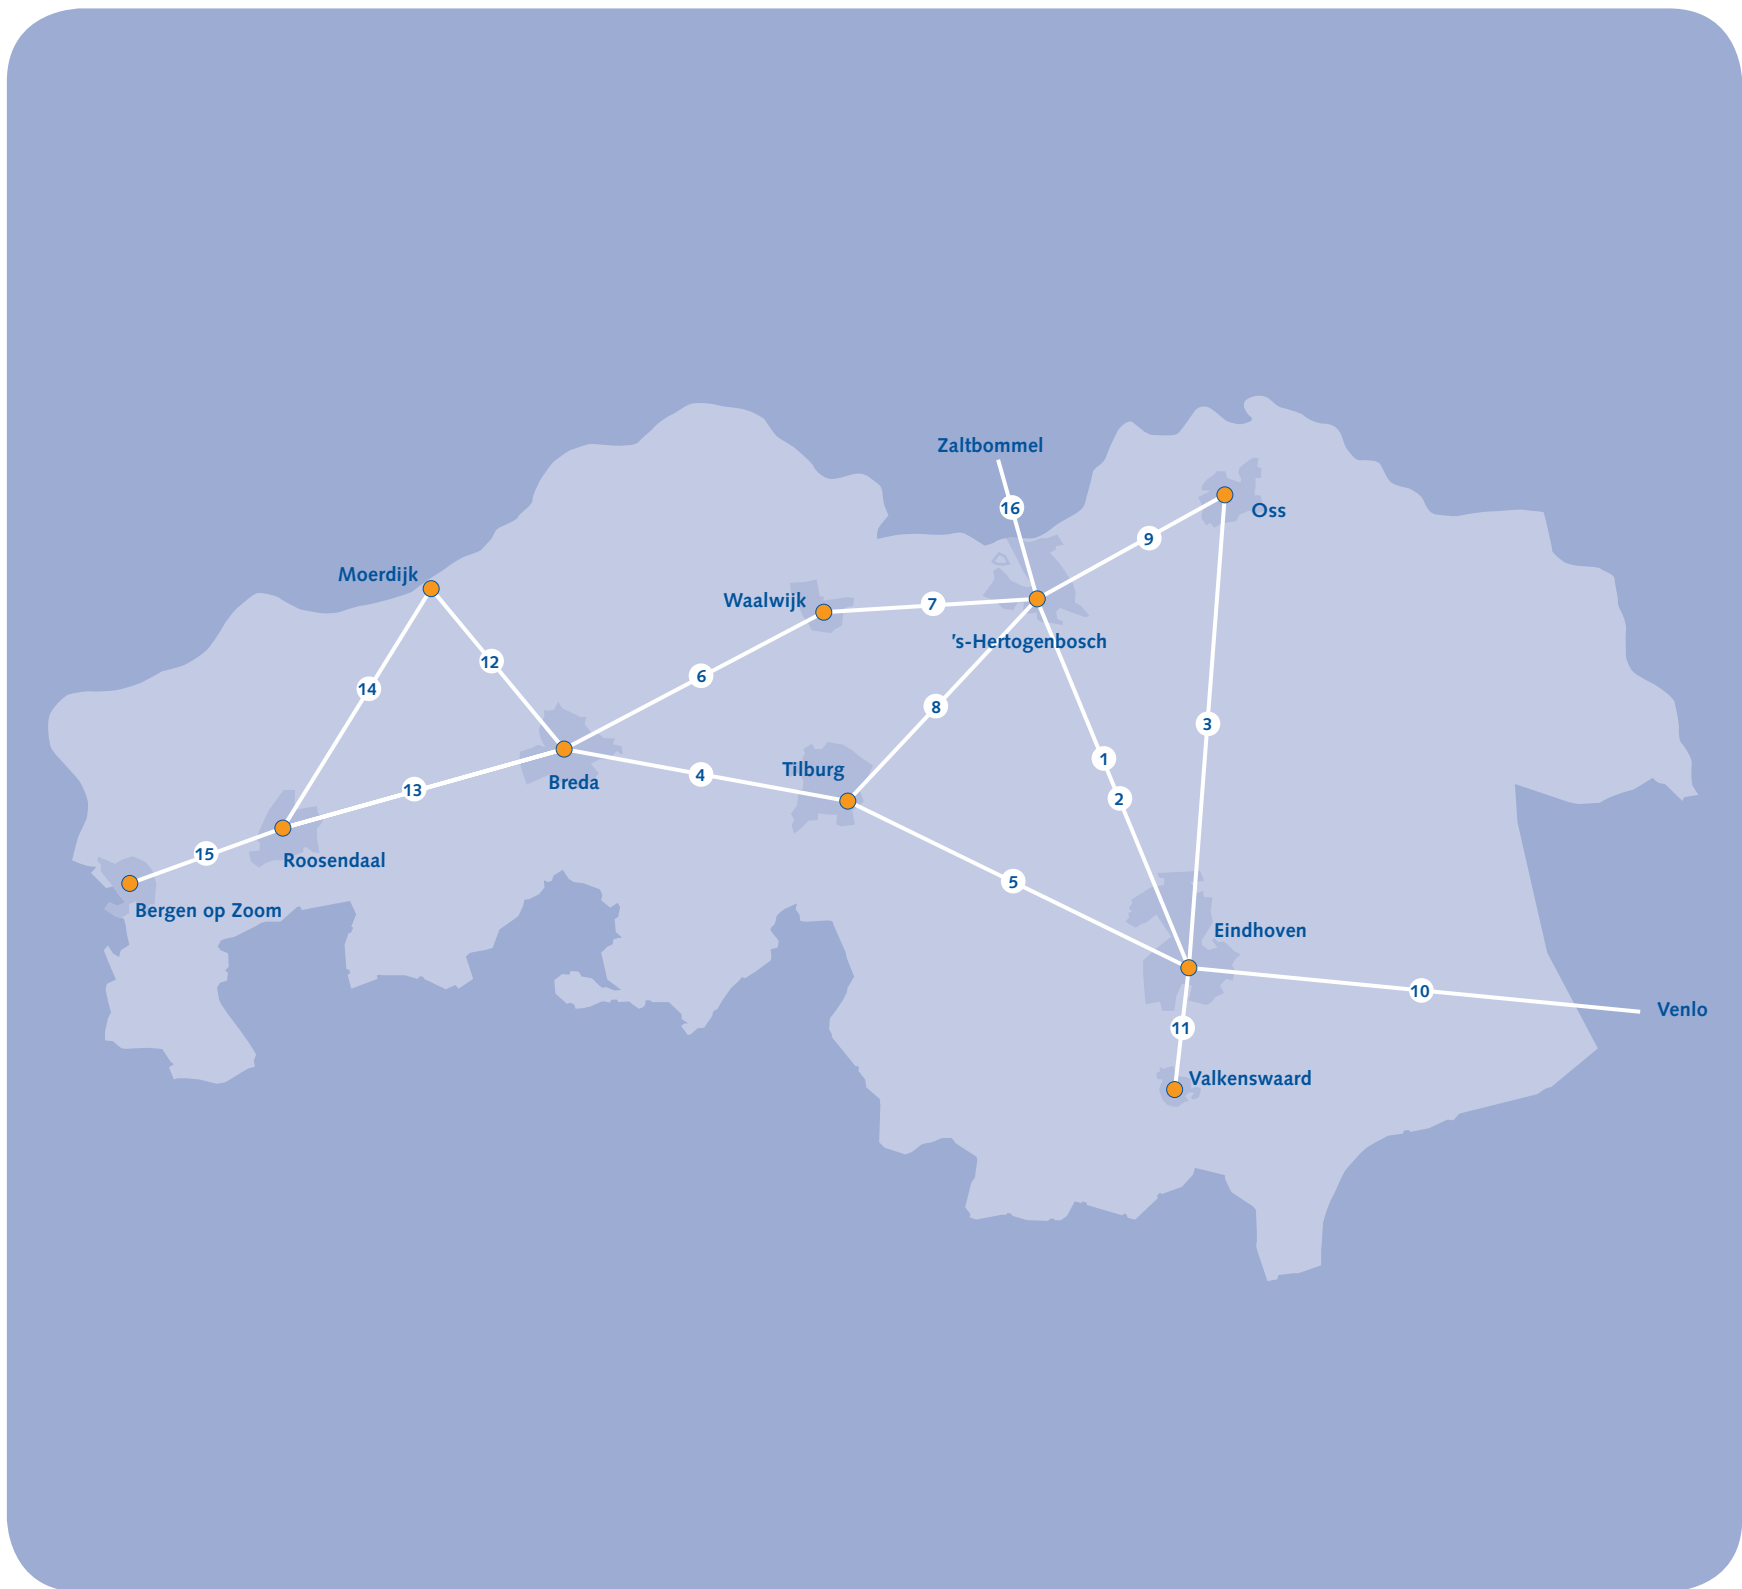 Zaltbommel
16
Oss
9
Moerdijk
Waalwijk
7
's-Hertogenbosch
12
6
14
8
3
1
Tilburg
4
Breda
13
2
15
Roosendaal
5
Bergen op Zoom
Eindhoven
10
Venlo
11
Valkenswaard